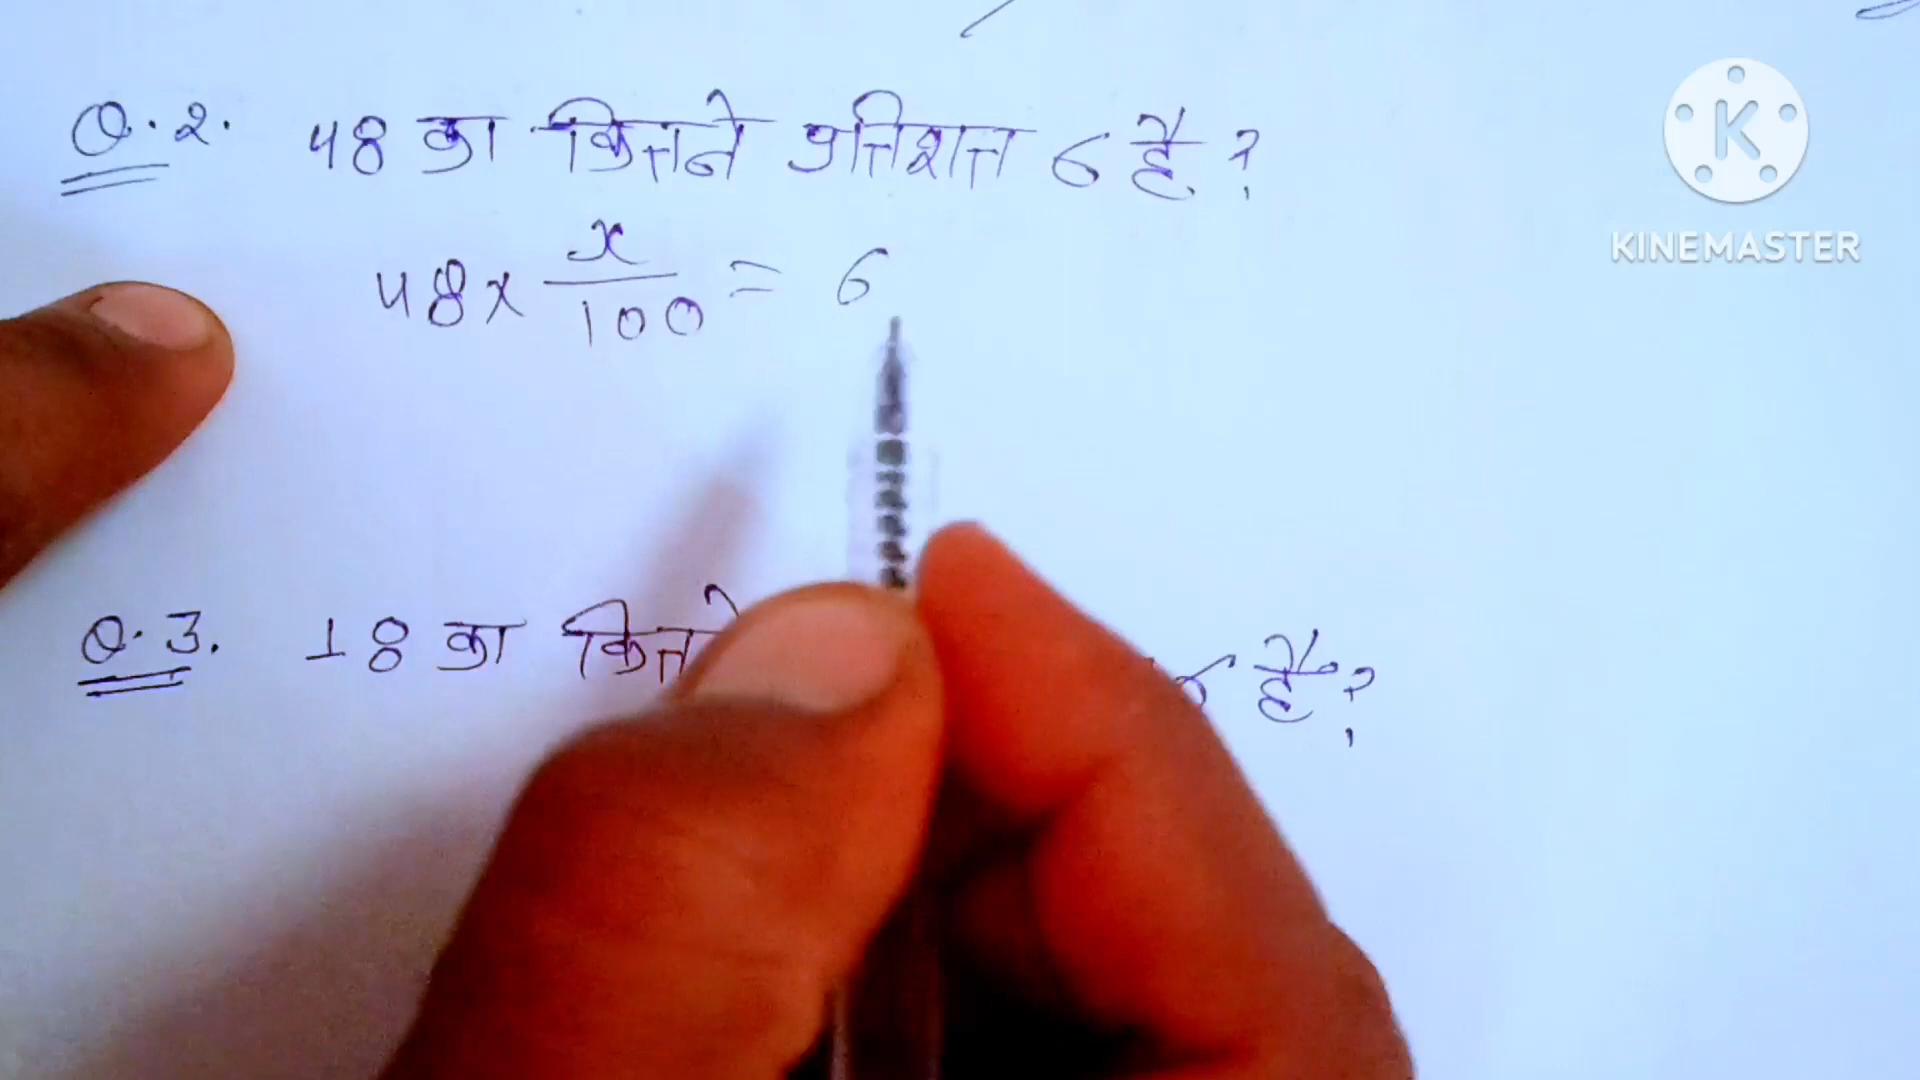 Q.2. 48 का कितने प्रतिशत 6 है?
KINEMASTER
48 × x/100 = 6
Q.3. 18 का है?